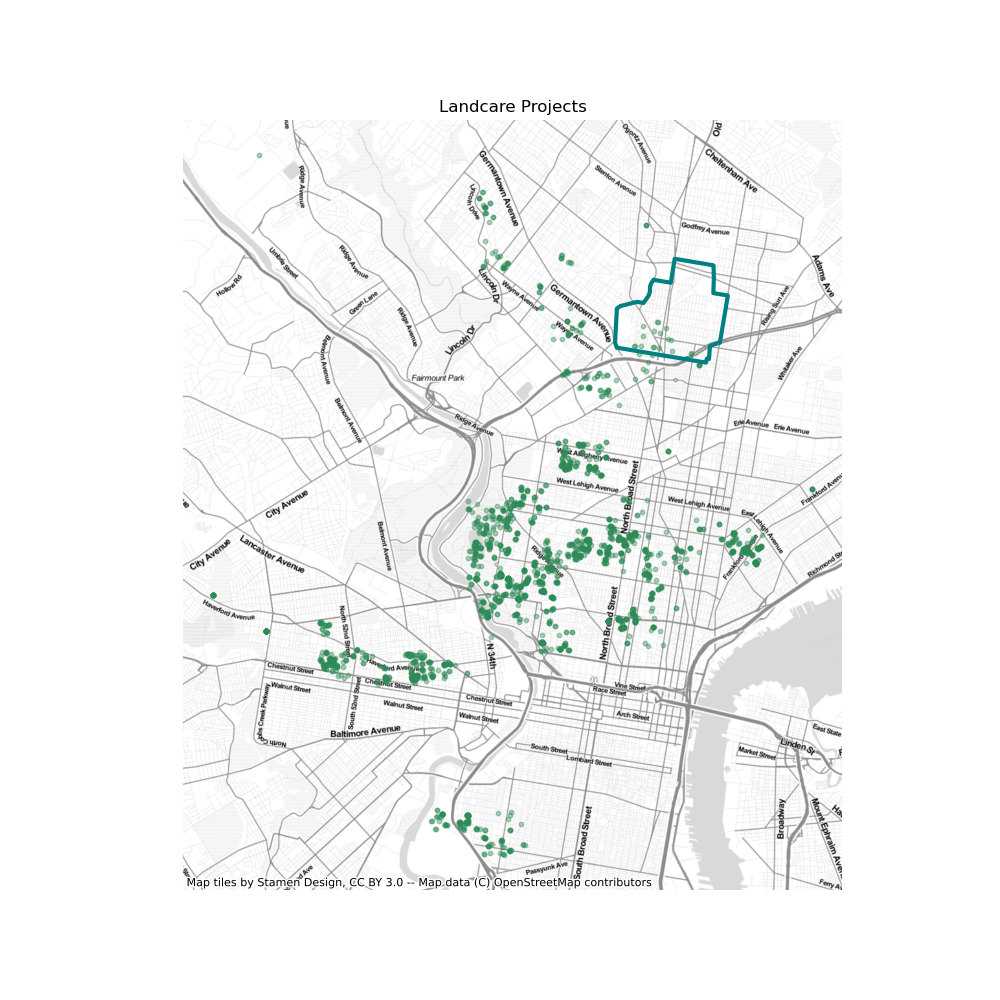 Landcare Projects
Ridge Avenue
Germantown Avenue
Ogontz Avenue
Old
Cheltenham Ave
Stenton Avenue
Lincoln Drive
Godfrey Avenue
Umbria Street
Ridge Avenue
Hollow Rd
Green Lane
Lincoln Dr
Wayne Avenue
Germantown Avenue
Adams Ave
Rising Sun Ave
Ridge Avenue
Lincoln Dr
Wayne Avenue
Whitaker Ave
Belmont Avenue
Fairmount Park
Belmont Avenue
Ridge Avenue
Erie Avenue
Erie Avenue
West Allegheny Avenue
North Broad Street
West Lehigh Avenue
West Lehigh Avenue
East Lehigh Avenue
Frankford Avenue
City Avenue
Belmont Avenue
Lancaster Avenue
City Avenue
Ridge Avenue
Frankford Avenue
Richmond St
Haverford Avenue
North 52nd Street
North Broad Street
N 34th
Haverford Avenue
Chestnut Street
Chestnut Street
Walnut Street
South 52nd Street
Walnut Street
Chestnut Street
Walnut Street
Vine Street
Race Street
Arch Street
Cobbs Creek Parkway
North Co
Baltimore Avenue
South Street
Lombard Street
East State
Linden St
Market Street
Broadway
Mount Ephraim Aven
South Broad Street
Passyunk Ave
Ferry A
Map tiles by Stamen Design, CC BY 3.0 -- Map data (C) OpenStreetMap contributors